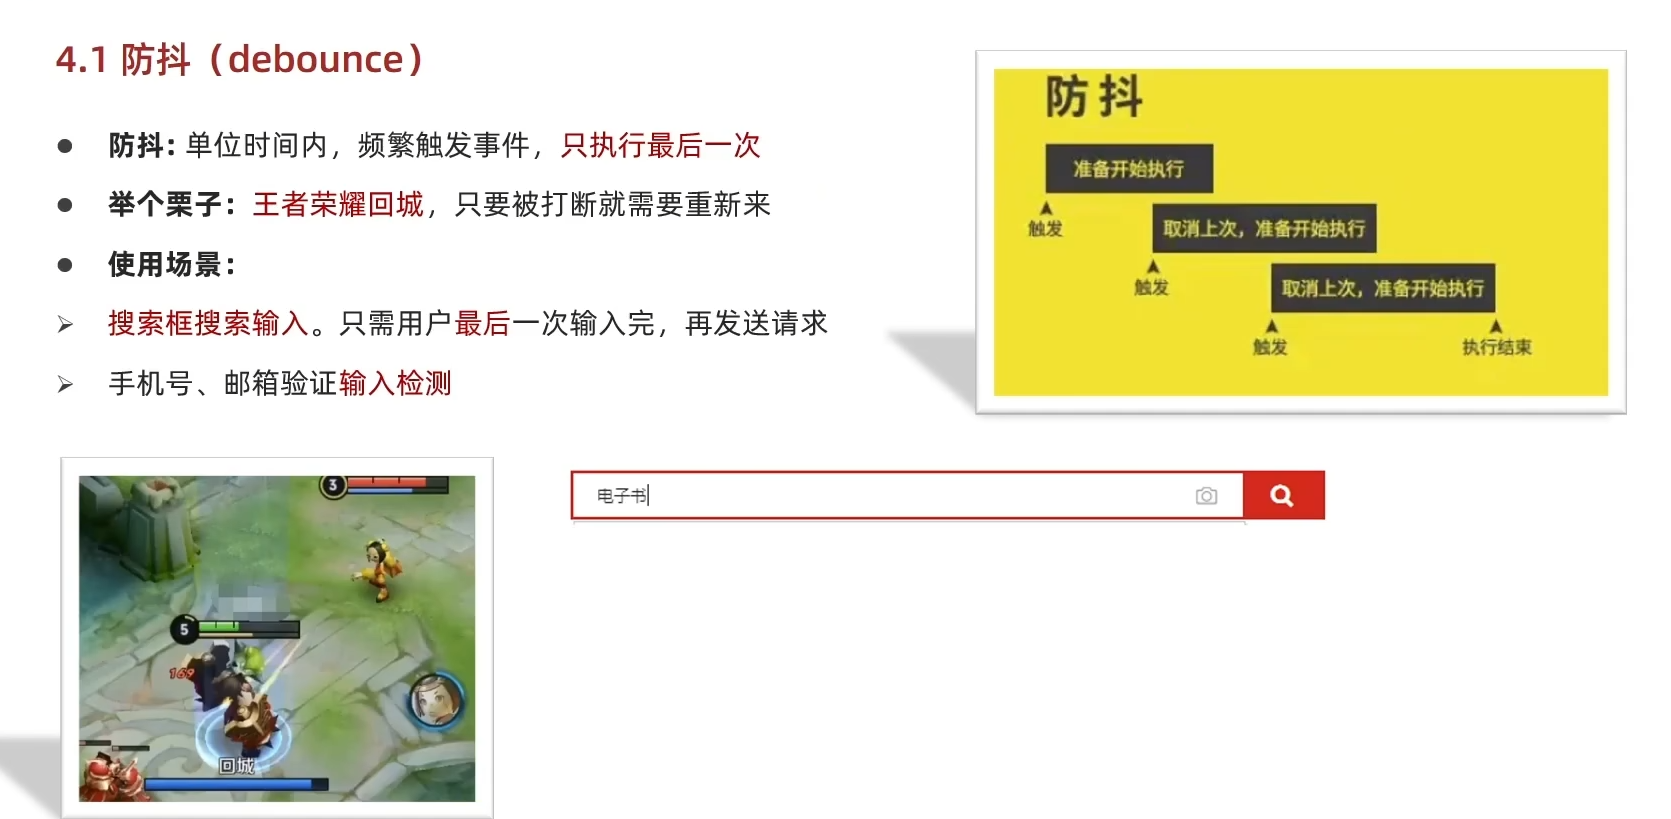 4.1 防抖（debounce）
防抖：单位时间内，频繁触发事件，只执行最后一次
举个栗子：王者荣耀回城，只要被打断就需要重新来
使用场景：
搜索框搜索输入。只需用户最后一次输入完，再发送请求
手机号、邮箱验证输入检测
防抖
准备开始执行
触发
取消上次，准备开始执行
触发
取消上次，准备开始执行
触发
执行结束
3
5
169
回城
电子书